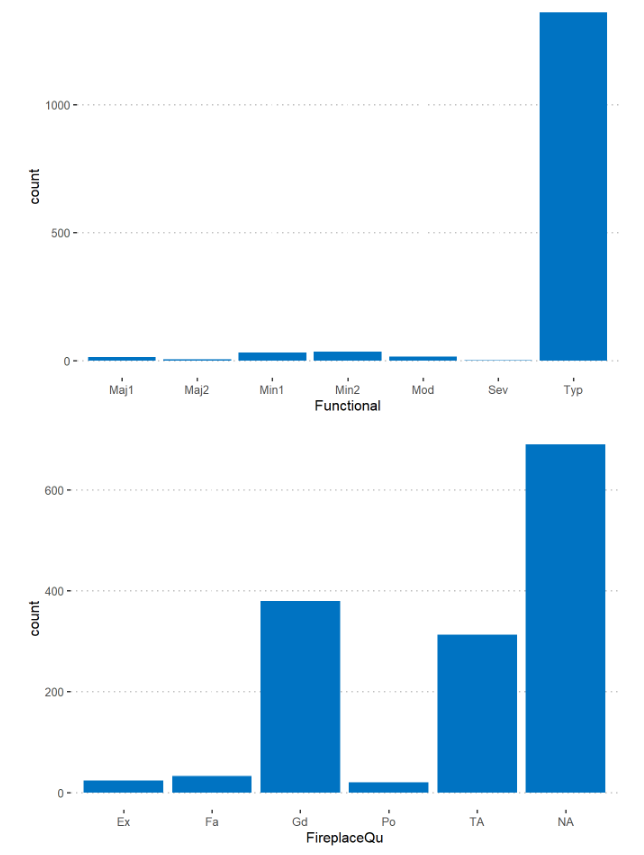 count
1000
500
0
Maj1 Maj2 Min1 Min2 Mod Sev Typ
Functional
count
600
400
200
0
Ex Fa Gd Po TA NA
FireplaceQu